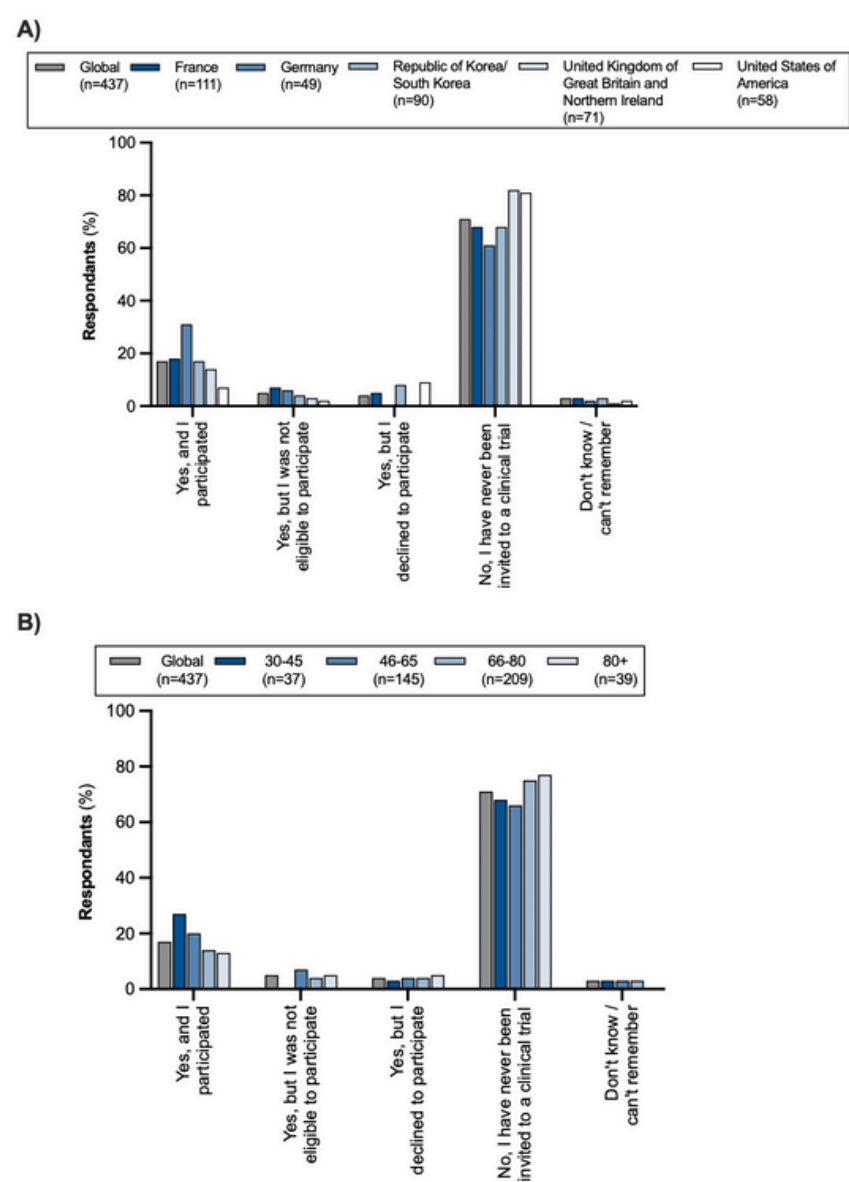 A)
Global
(n=437)
France
(n=111)
Germany
(n=49)
Republic of Korea/
South Korea
(n=90)
United Kingdom of
Great Britain and
Northern Ireland
(n=71)
United States of
America
(n=58)
Respondants (%)
100
80
60
40
20
0
Yes, and I
participated
Yes, but I was not
eligible to participate
Yes, but I
declined to participate
No, I have never been
invited to a clinical trial
Don't know /
can't remember
B)
Global
(n=437)
30-45
(n=37)
46-65
(n=145)
66-80
(n=209)
80+
(n=39)
Respondants (%)
100
80
60
40
20
0
Yes, and I
participated
Yes, but I was not
eligible to participate
Yes, but I
declined to participate
No, I have never been
invited to a clinical trial
Don't know /
can't remember